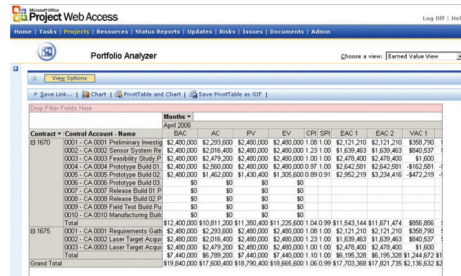 Microsoft Office
Project Web Access
Log Off | Hel
Home | Tasks | Projects | Resources | Status Reports | Updates | Risks | Issues | Documents | Admin
Portfolio Analyzer
Choose a view: Earned Value View
View Options
Save Link... | Chart | PivotTable and Chart | Save PivotTable as GIF |
Drop Filter Fields Here
Months
April 2006
Contract Control Account - Name BAC AC PV EV CPI SPI EAC 1 EAC 2 VAC 1
1670 0001 - CA 0001 Preliminary Investig $2,480,000 $2,293,600 $2,480,000 $2,480,000 1.08 1.00 $2,121,210 $2,121,210 $358,790
0002 - CA 0002 Sensor System Re $2,480,000 $2,016,400 $2,480,000 $2,480,000 1.23 1.00 $1,639,463 $1,639,463 $840,537
0003 - CA 0003 Feasibility Study P $2,480,000 $2,479,200 $2,480,000 $2,480,000 1.00 1.00 $2,478,400 $2,478,400 $1,600
0004 - CA 0004 Prototype Build 01. $2,480,000 $2,560,000 $2,480,000 $2,480,000 0.97 1.00 $2,642,581 $2,642,581 -$162,581
0005 - CA 0005 Prototype Build 02. $2,480,000 $1,462,000 $1,430,400 $1,305,600 0.89 0.91 $2,952,219 $3,234,416 -$472,219
0006 - CA 0006 Prototype Build 03. $0 $0 $0 $0
0007 - CA 0007 Release Build 01.P $0 $0 $0 $0
0008 - CA 0008 Release Build 02.P $0 $0 $0 $0
0009 - CA 0009 Field Test Build.Pu $0 $0 $0 $0
0010 - CA 0010 Manufacturing Build $0 $0 $0 $0
Total $12,400,000 $10,811,200 $11,350,400 $11,225,600 1.04 0.99 $11,543,144 $11,671,474 $856,856
1675 0001 - CA 0001 Requirements Gath $2,480,000 $2,293,600 $2,480,000 $2,480,000 1.08 1.00 $2,121,210 $2,121,210 $358,790
0002 - CA 0002 Laser Target Acqui $2,480,000 $2,016,400 $2,480,000 $2,480,000 1.23 1.00 $1,639,463 $1,639,463 $840,537
0003 - CA 0003 Laser Target Acqui $2,480,000 $2,479,200 $2,480,000 $2,480,000 1.00 1.00 $2,478,400 $2,478,400 $1,600
Total $7,440,000 $6,789,200 $7,440,000 $7,440,000 1.10 1.00 $6,195,328 $6,195,328 $1,244,672
Grand Total $19,840,000 $17,600,400 $18,790,400 $18,665,600 1.06 0.99 $17,703,368 $17,821,735 $2,136,632